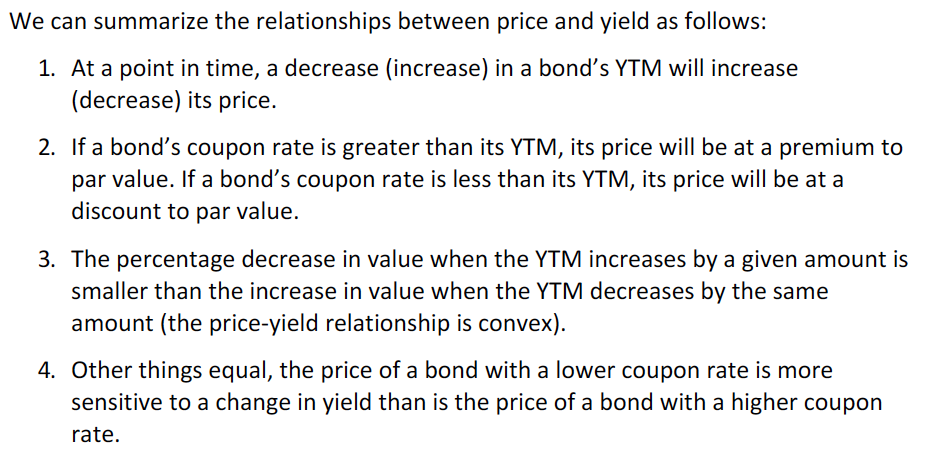 We can summarize the relationships between price and yield as follows:
1. At a point in time, a decrease (increase) in a bond’s YTM will increase
(decrease) its price.
2. If a bond’s coupon rate is greater than its YTM, its price will be at a premium to
par value. If a bond’s coupon rate is less than its YTM, its price will be at a
discount to par value.
3. The percentage decrease in value when the YTM increases by a given amount is
smaller than the increase in value when the YTM decreases by the same
amount (the price-yield relationship is convex).
4. Other things equal, the price of a bond with a lower coupon rate is more
sensitive to a change in yield than is the price of a bond with a higher coupon
rate.